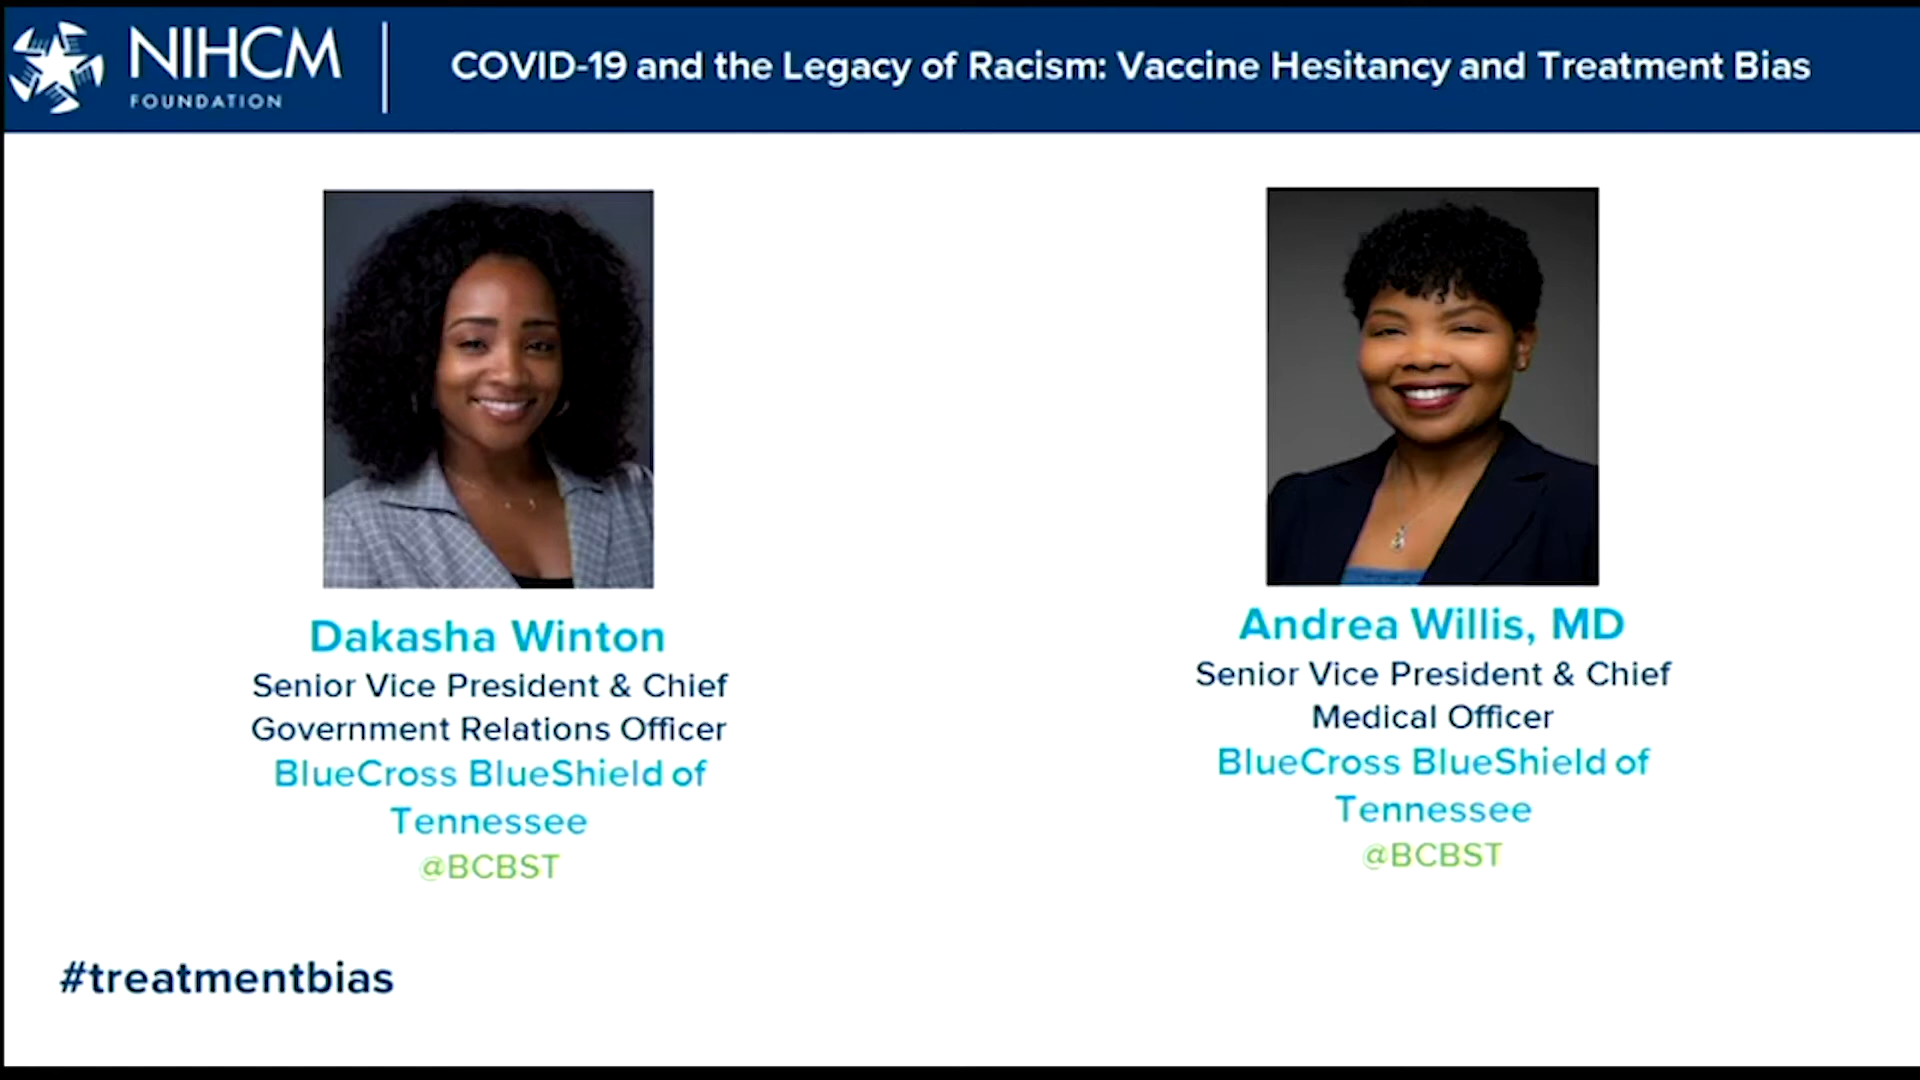 NIHCM
FOUNDATION
COVID-19 and the Legacy of Racism: Vaccine Hesitancy and Treatment Bias
Dakasha Winton
Senior Vice President & Chief
Government Relations Officer
BlueCross BlueShield of
Tennessee
@BCBST
Andrea Willis, MD
Senior Vice President & Chief
Medical Officer
BlueCross BlueShield of
Tennessee
@BCBST
#treatmentbias